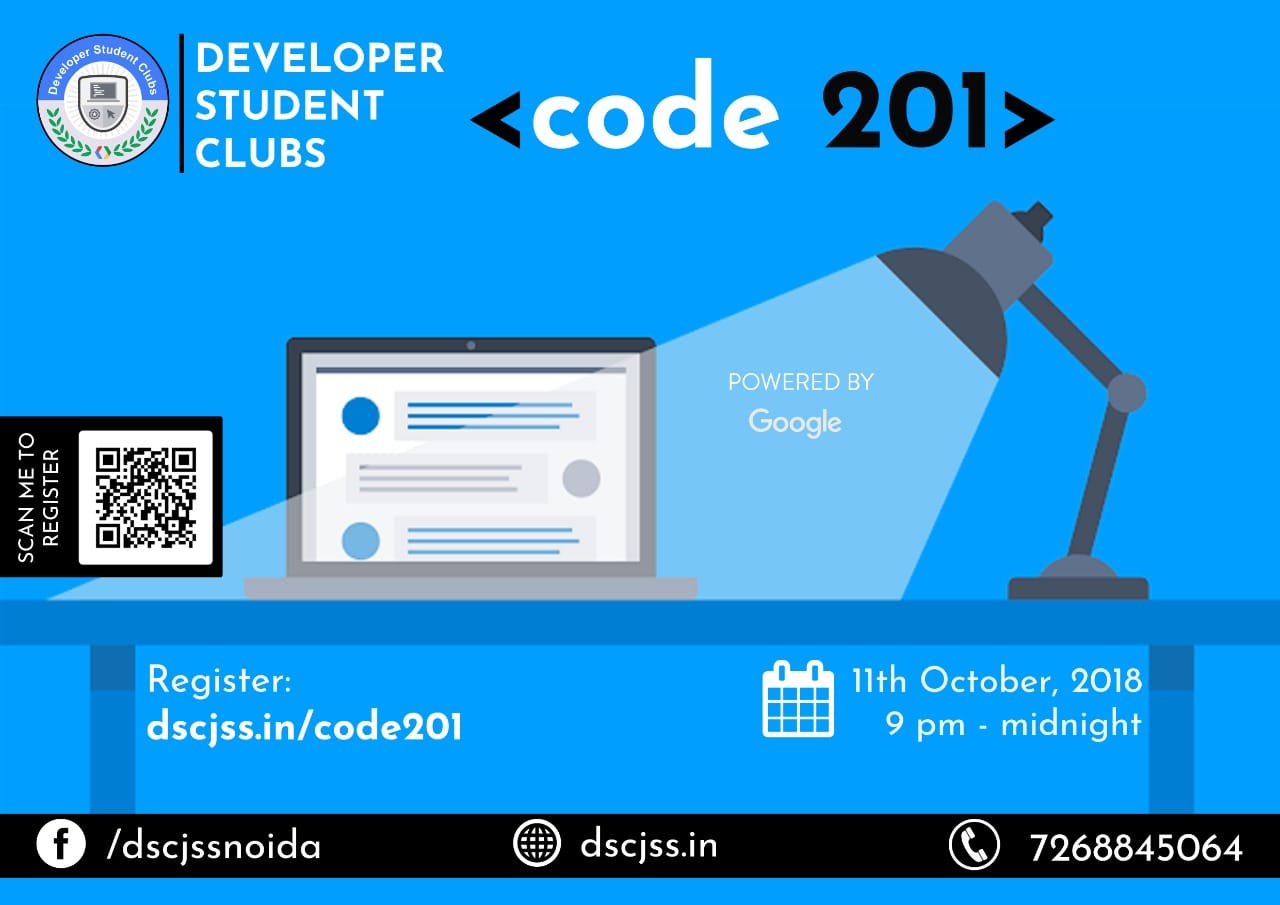 Developer Student Clubs
DEVELOPER
STUDENT
CLUBS
<code 201>
POWERED BY
Google
SCAN ME TO
REGISTER
Register:
dscjss.in/code201
11th October, 2018
9 pm - midnight
/dscjssnoida
dscjss.in
7268845064